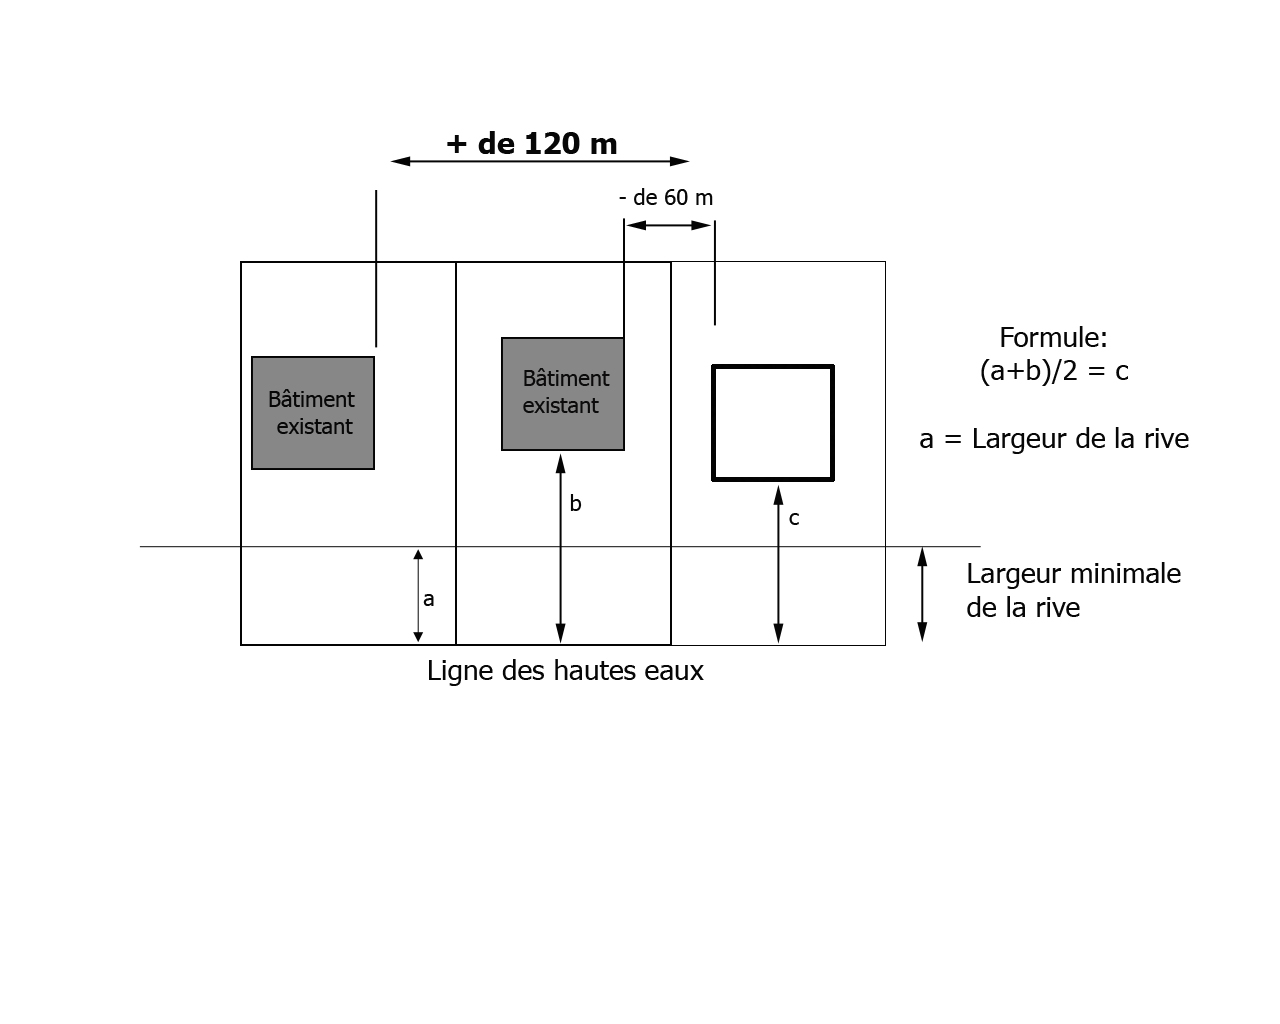 + de 120 m
- de 60 m
Bâtiment
existant
Bâtiment
existant
b
c
a
Formule:
(a+b)/2 = c
a = Largeur de la rive
Largeur minimale
de la rive
Ligne des hautes eaux